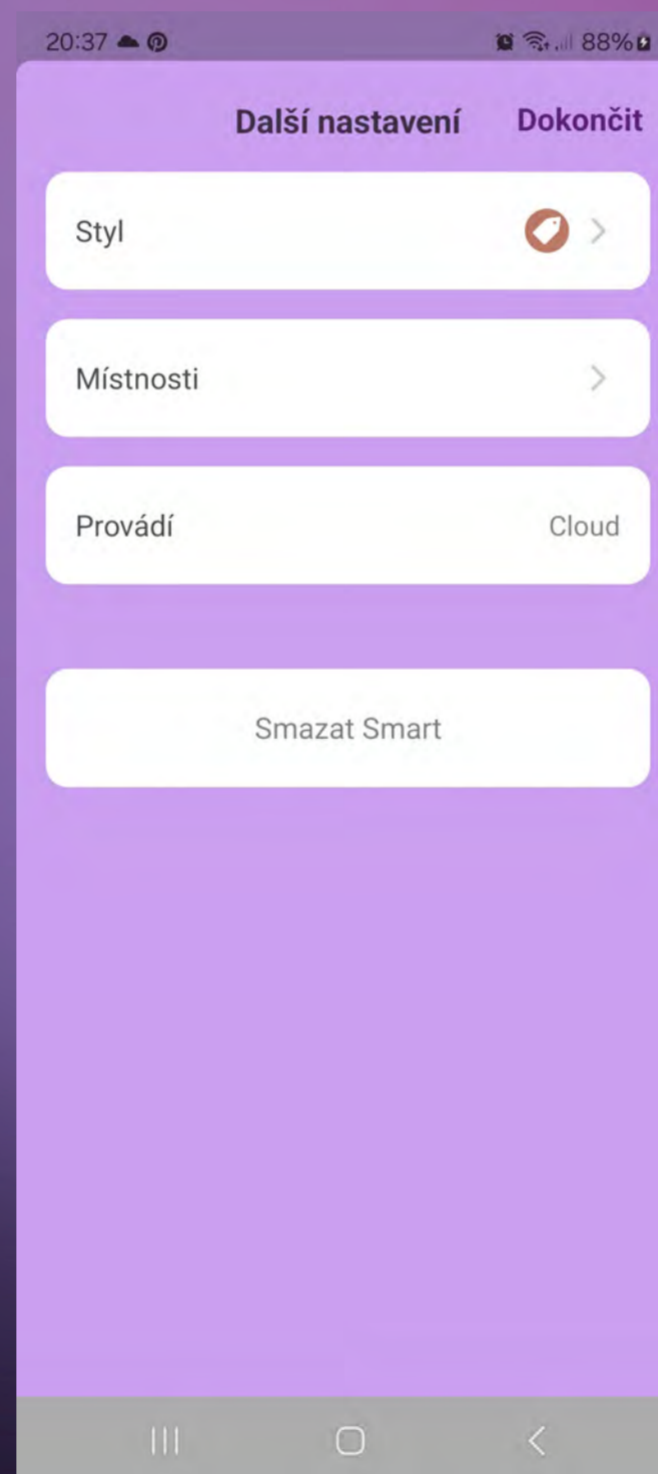 20:37 88%
Další nastavení Dokončit
Styl
Místnosti
Provádí Cloud
Smazat Smart